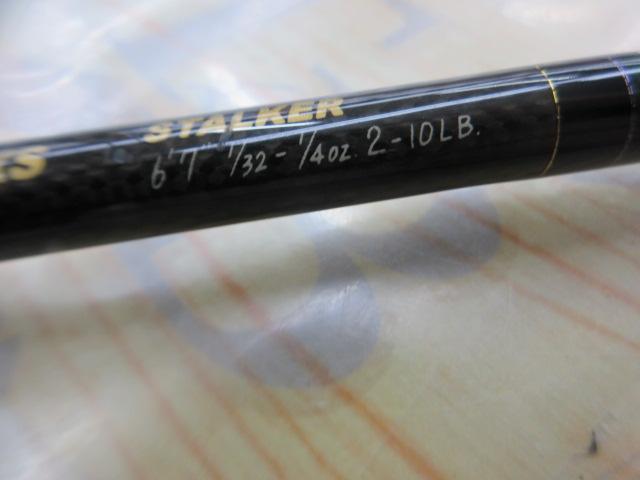 STALKER
6'7" 1/32-1/4oz. 2-10LB.